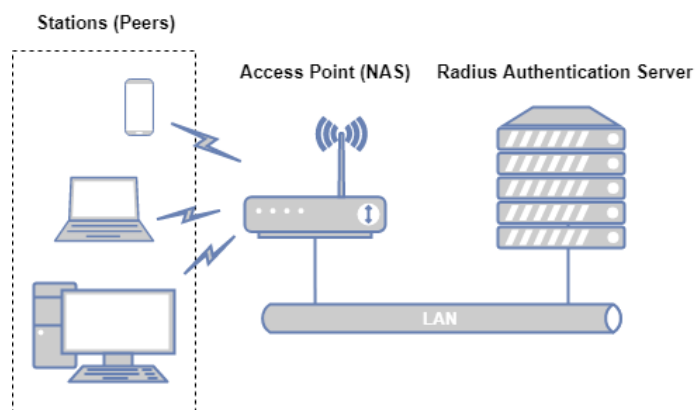 Stations (Peers)
Access Point (NAS)
Radius Authentication Server
LAN